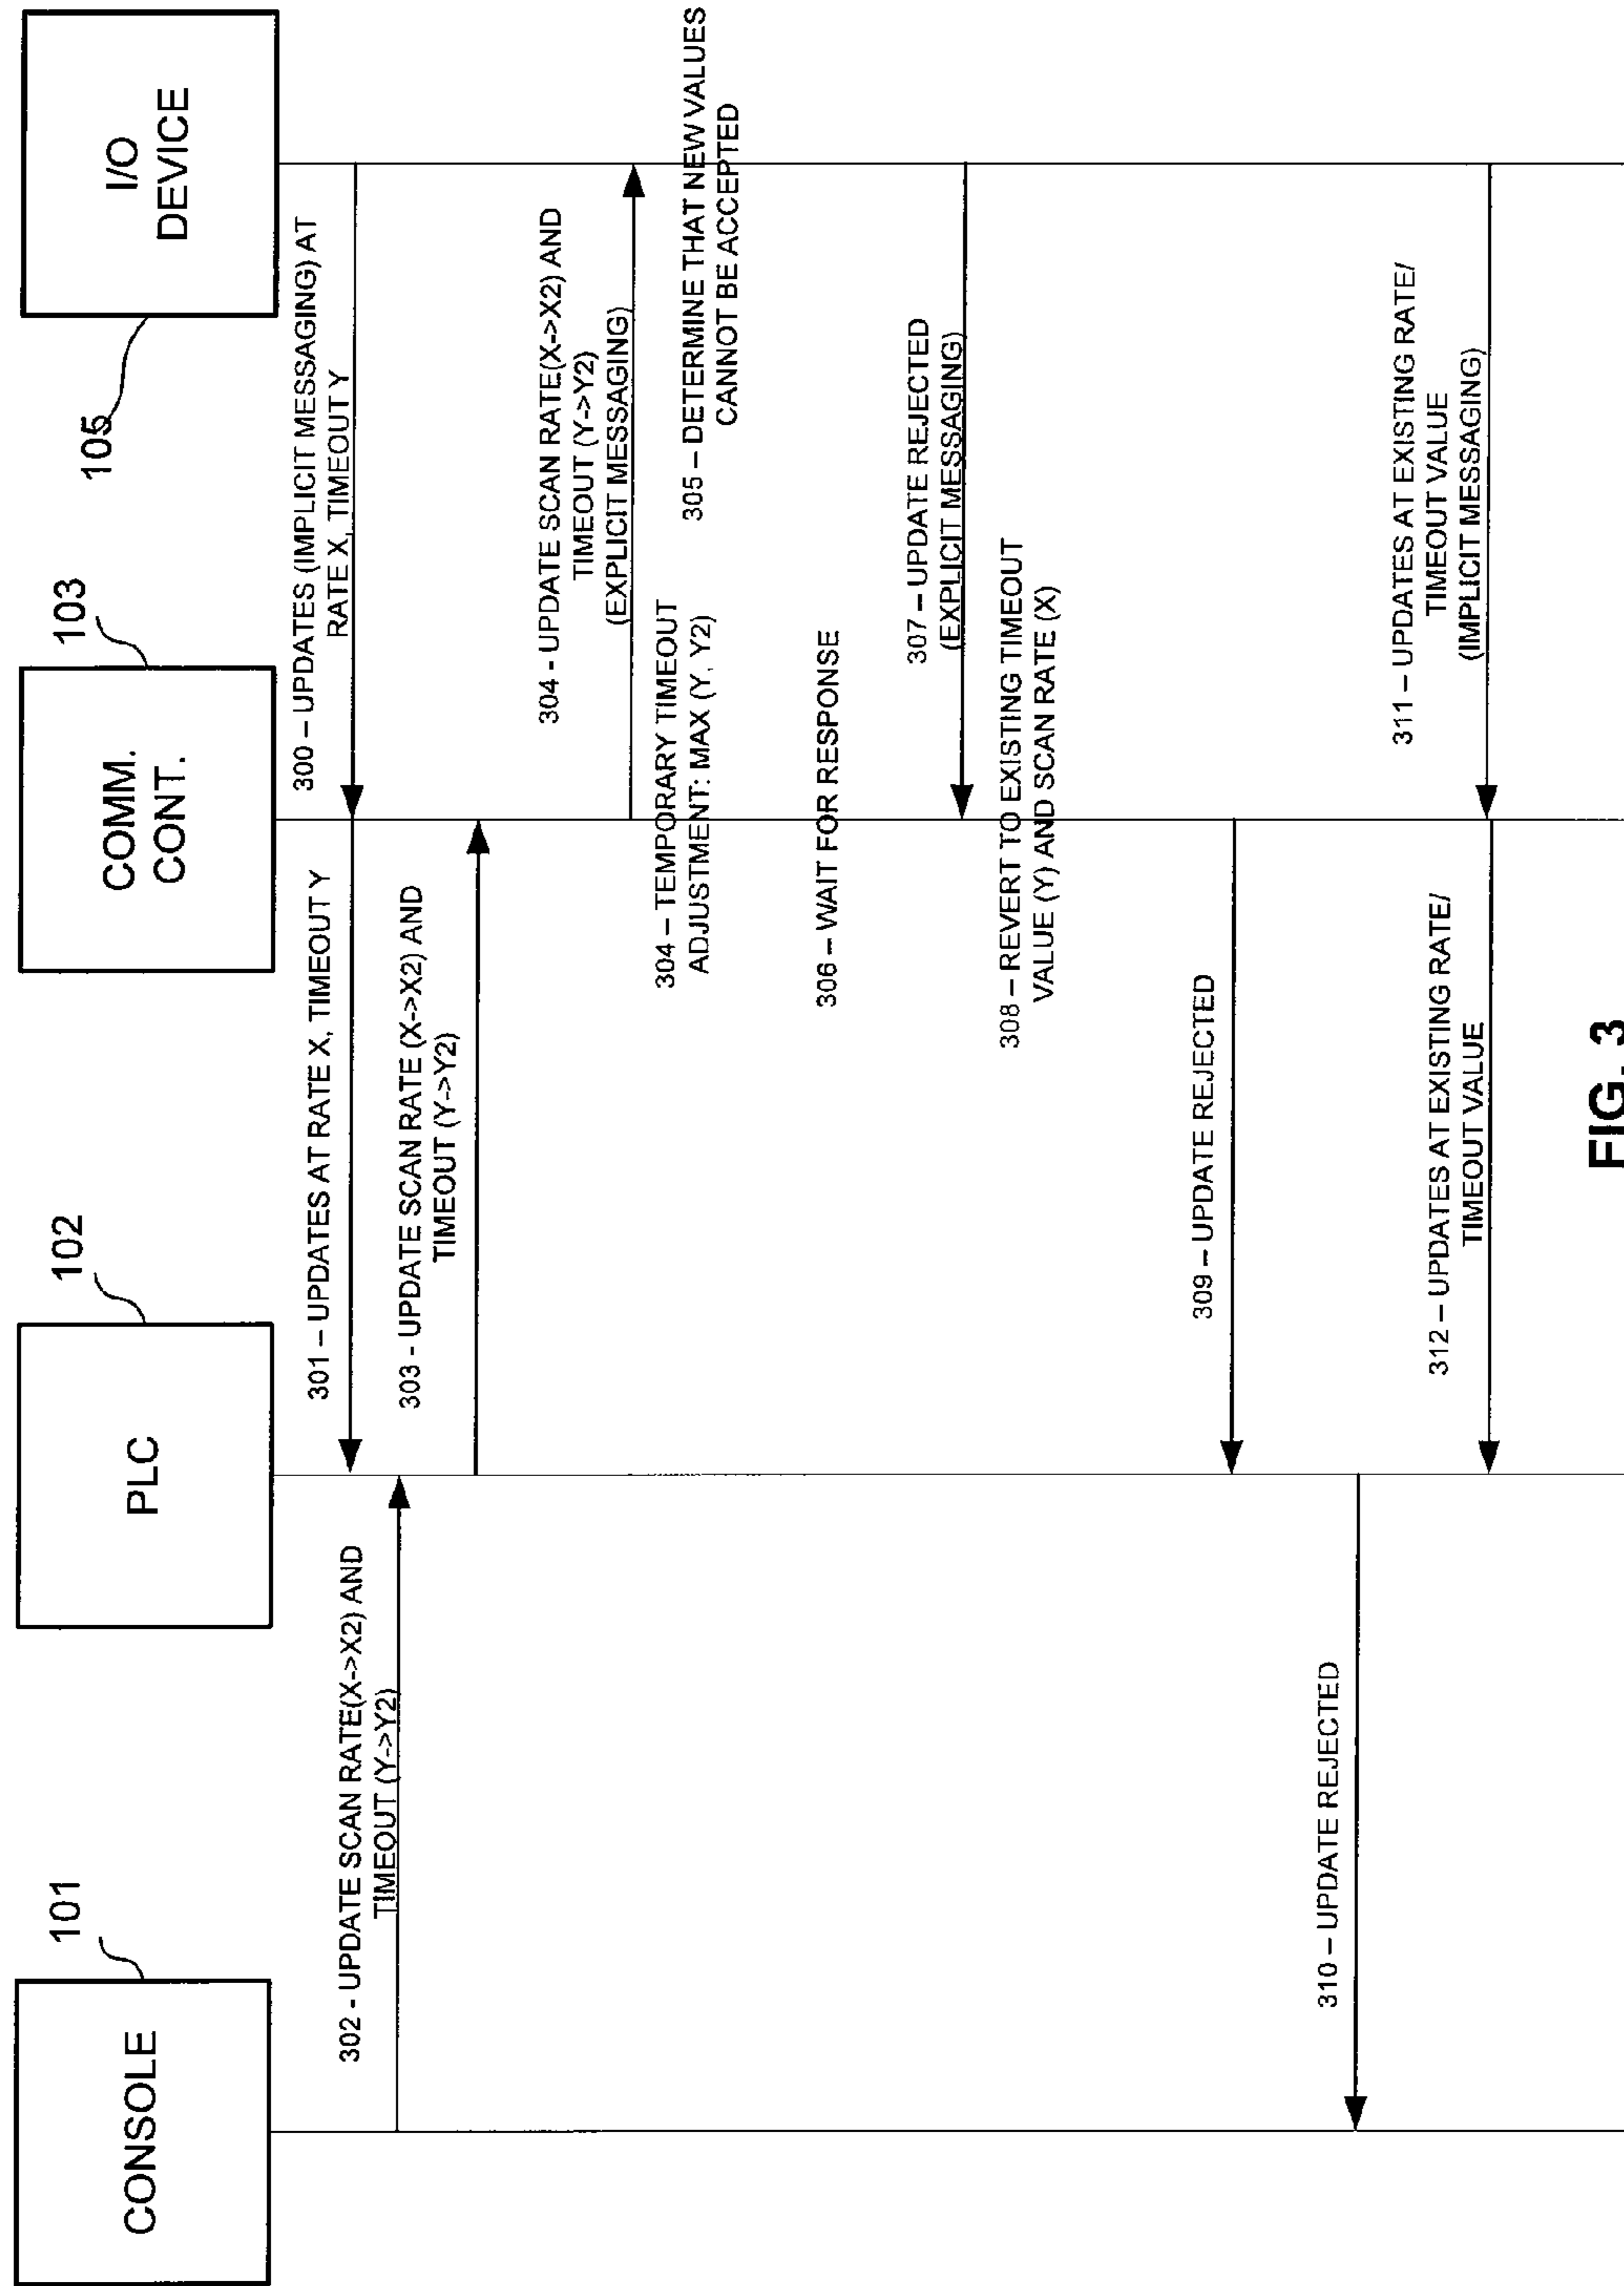 CONSOLE
101
PLC
102
COMM.
CONT.
103
I/O
DEVICE
105
300 – UPDATES (IMPLICIT MESSAGING) AT
RATE X, TIMEOUT Y
301 – UPDATES AT RATE X, TIMEOUT Y
302 - UPDATE SCAN RATE(X->X2) AND
TIMEOUT (Y->Y2)
303 - UPDATE SCAN RATE (X->X2) AND
TIMEOUT (Y->Y2)
304 - UPDATE SCAN RATE(X->X2) AND
TIMEOUT (Y->Y2)
(EXPLICIT MESSAGING)
304 – TEMPORARY TIMEOUT
ADJUSTMENT: MAX (Y, Y2)
305 – DETERMINE THAT NEW VALUES
CANNOT BE ACCEPTED
306 – WAIT FOR RESPONSE
307 – UPDATE REJECTED
(EXPLICIT MESSAGING)
308 – REVERT TO EXISTING TIMEOUT
VALUE (Y) AND SCAN RATE (X)
309 – UPDATE REJECTED
310 – UPDATE REJECTED
311 – UPDATES AT EXISTING RATE/
TIMEOUT VALUE
(IMPLICIT MESSAGING)
312 – UPDATES AT EXISTING RATE/
TIMEOUT VALUE
FIG. 3